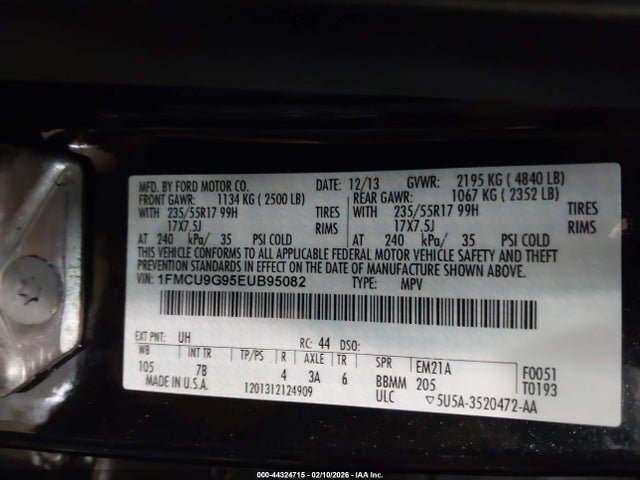 MFD. BY FORD MOTOR CO. DATE: 12/13 GVWR: 2195 KG ( 4840 LB)
FRONT GAWR: 1134 KG ( 2500 LB) REAR GAWR: 1067 KG ( 2352 LB)
WITH 235/55R17 99H TIRES WITH 235/55R17 99H TIRES
17X7.5J RIMS 17X7.5J RIMS
AT 240 kPa/ 35 PSI COLD AT 240 kPa/ 35 PSI COLD
THIS VEHICLE CONFORMS TO ALL APPLICABLE FEDERAL MOTOR VEHICLE SAFETY AND THEFT
PREVENTION STANDARDS IN EFFECT ON THE DATE OF MANUFACTURE SHOWN ABOVE.
VIN: 1FMCU9G95EUB95082 TYPE: MPV
EXT PNT: UH RC: 44 DSO:
WB INT TR TP/PS R AXLE TR SPR EM21A F0051
105 7B 4 3A 6 BBMM 205 T0193
MADE IN U.S.A. 1201312124909 ULC ▽5U5A-3520472-AA
000-44324715 - 02/10/2026 - IAA Inc.